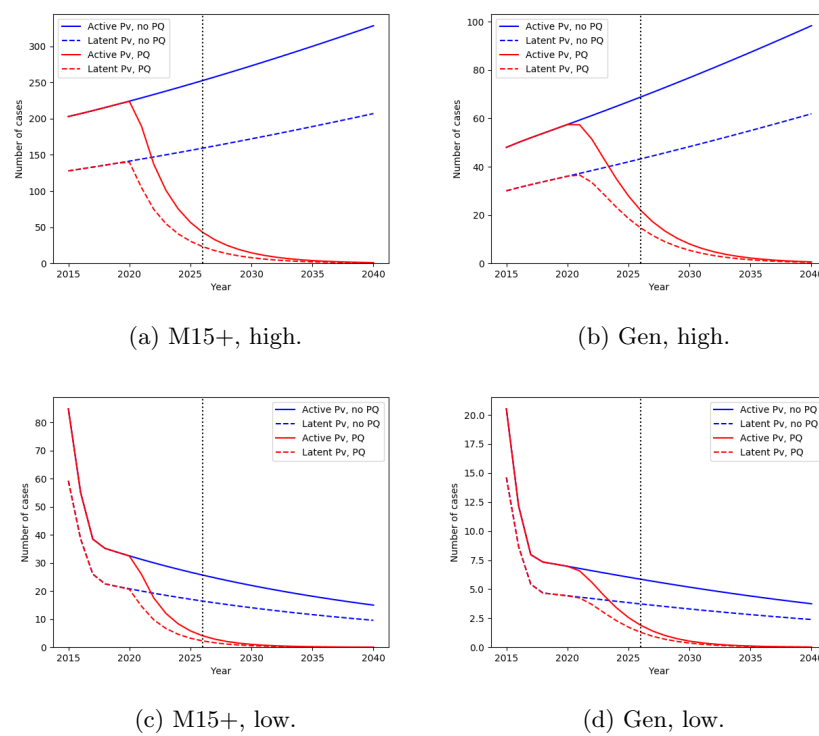 Active Pv, no PQ
Latent Pv, no PQ
Active Pv, PQ
Latent Pv, PQ
Number of cases
300
250
200
150
100
50
0
2015 2020 2025 2030 2035 2040
Year
(a) M15+, high.
Active Pv, no PQ
Latent Pv, no PQ
Active Pv, PQ
Latent Pv, PQ
Number of cases
100
80
60
40
20
0
2015 2020 2025 2030 2035 2040
Year
(b) Gen, high.
Active Pv, no PQ
Latent Pv, no PQ
Active Pv, PQ
Latent Pv, PQ
Number of cases
80
70
60
50
40
30
20
10
0
2015 2020 2025 2030 2035 2040
Year
(c) M15+, low.
Active Pv, no PQ
Latent Pv, no PQ
Active Pv, PQ
Latent Pv, PQ
Number of cases
20.0
17.5
15.0
12.5
10.0
7.5
5.0
2.5
0.0
2015 2020 2025 2030 2035 2040
Year
(d) Gen, low.